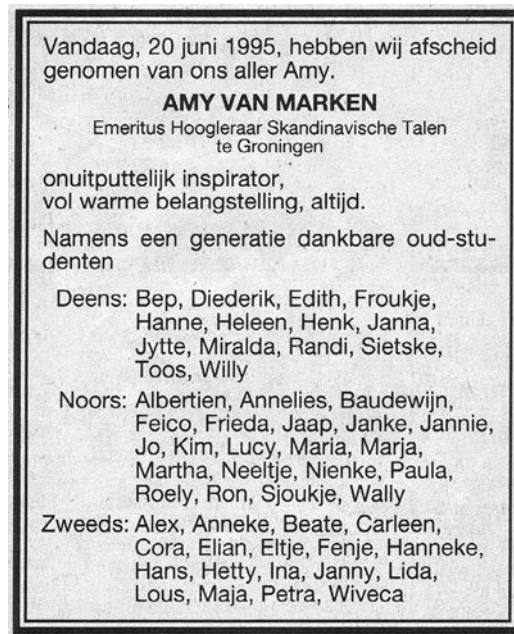 Vandaag, 20 juni 1995, hebben wij afscheid
genomen van ons aller Amy.
AMY VAN MARKEN
Emeritus Hoogleraar Skandinavische Talen
te Groningen
onuitputtelijk inspirator,
vol warme belangstelling, altijd.
Namens een generatie dankbare oud-stu-
denten
Deens: Bep, Diederik, Edith, Froukje,
Hanne, Heleen, Henk, Janna,
Jytte, Miralda, Randi, Sietske,
Toos, Willy
Noors: Albertien, Annelies, Baudewijn,
Feico, Frieda, Jaap, Janke, Jannie,
Jo, Kim, Lucy, Maria, Marja,
Martha, Neeltje, Nienke, Paula,
Roely, Ron, Sjoukje, Wally
Zweeds: Alex, Anneke, Beate, Carleen,
Cora, Elian, Eltje, Fenje, Hanneke,
Hans, Hetty, Ina, Janny, Lida,
Lous, Maja, Petra, Wiveca